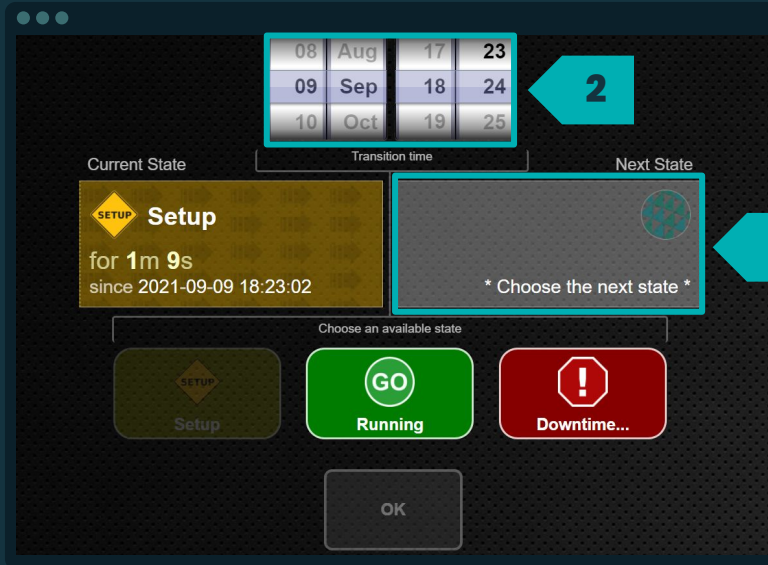 08 Aug 17 23
09 Sep 18 24
10 Oct 19 25
2
Transition time
Current State
Next State
SETUP
Setup
for 1m 9s
since 2021-09-09 18:23:02
* Choose the next state *
Choose an available state
SETUP
Setup
GO
Running
!
Downtime...
OK